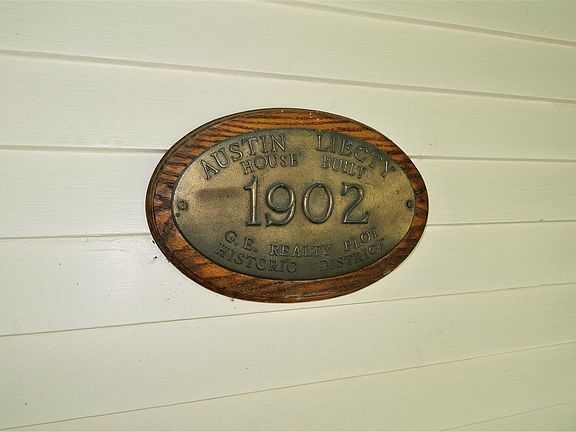 AUSTIN LIECTY
HOUSE BUILT
1902
G. E. REALTY PLOT
HISTORIC DISTRICT